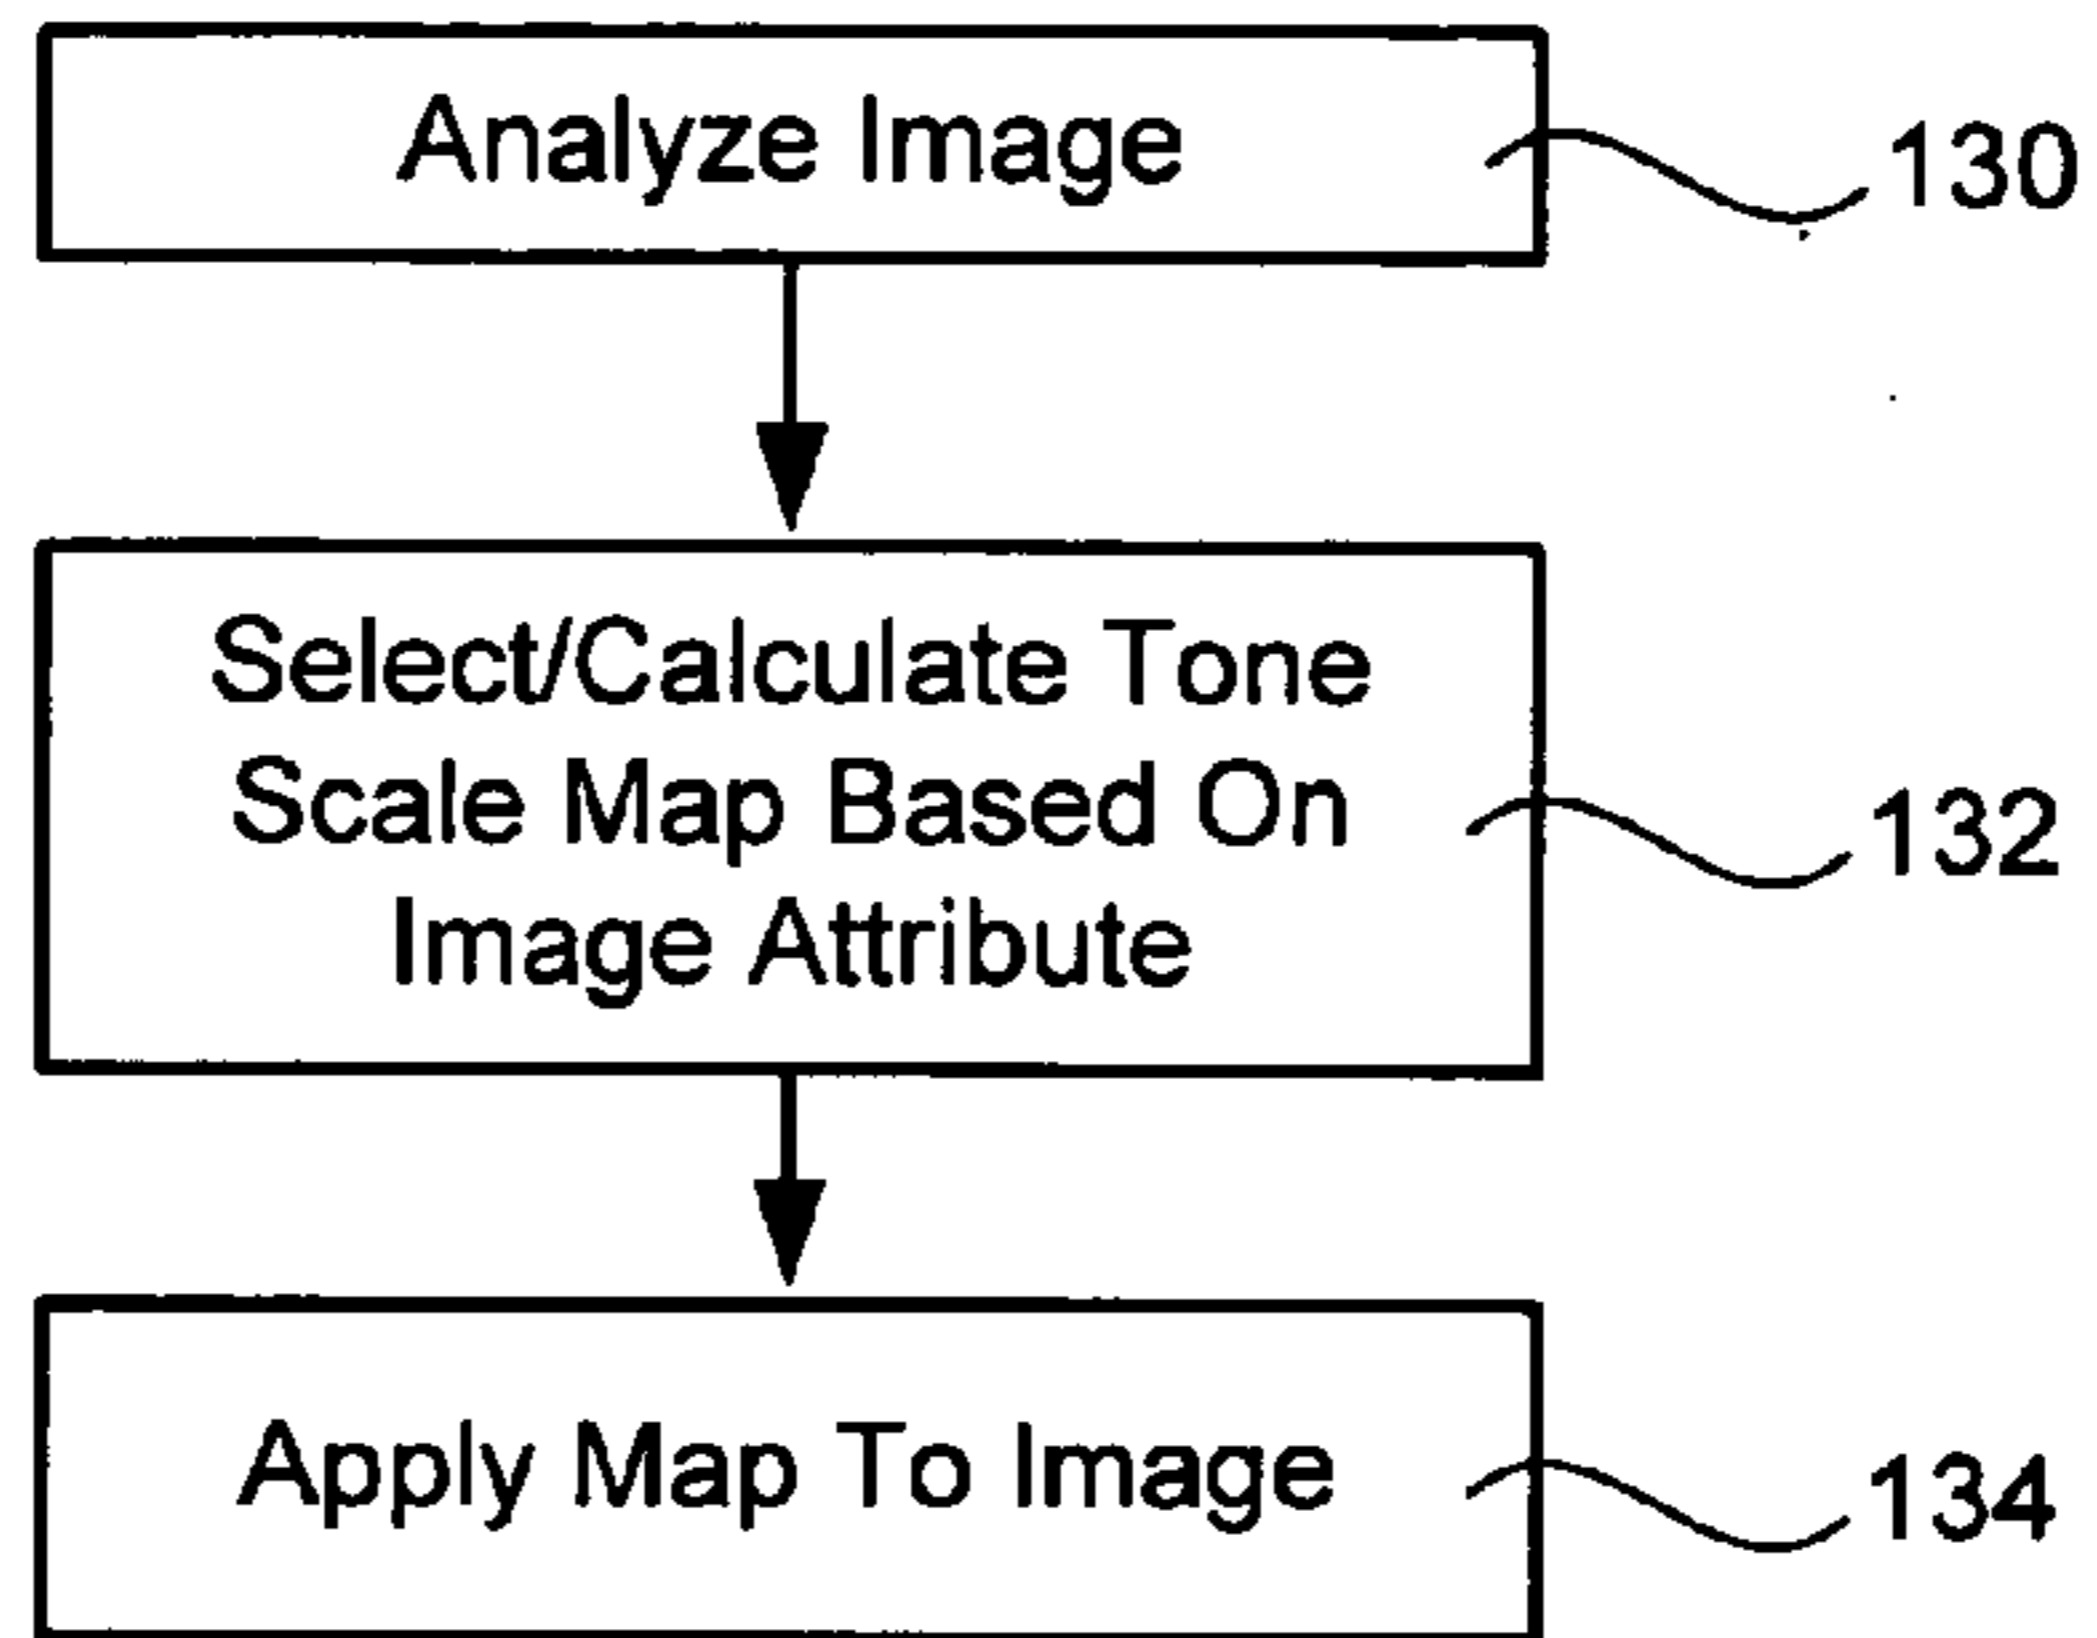 Analyze Image
130
Select/Calculate Tone
Scale Map Based On
132
Image Attribute
Apply Map To Image
134